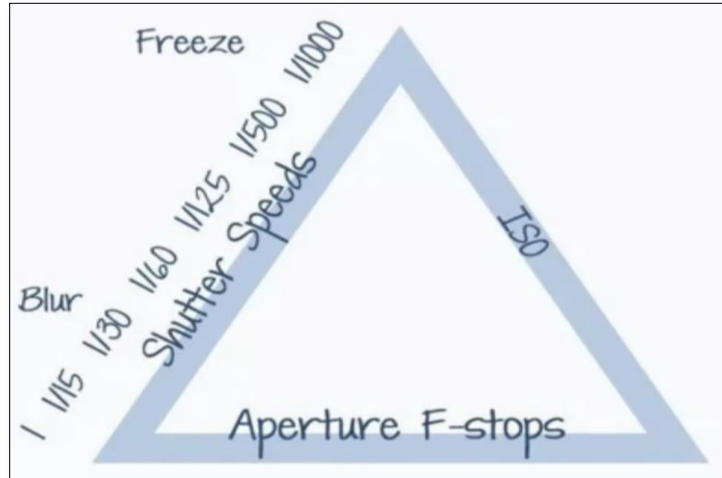 Freeze
Blur
1 1/15 1/30 1/60 1/125 1/500 1/1000
Shutter Speeds
ISO
Aperture F-stops